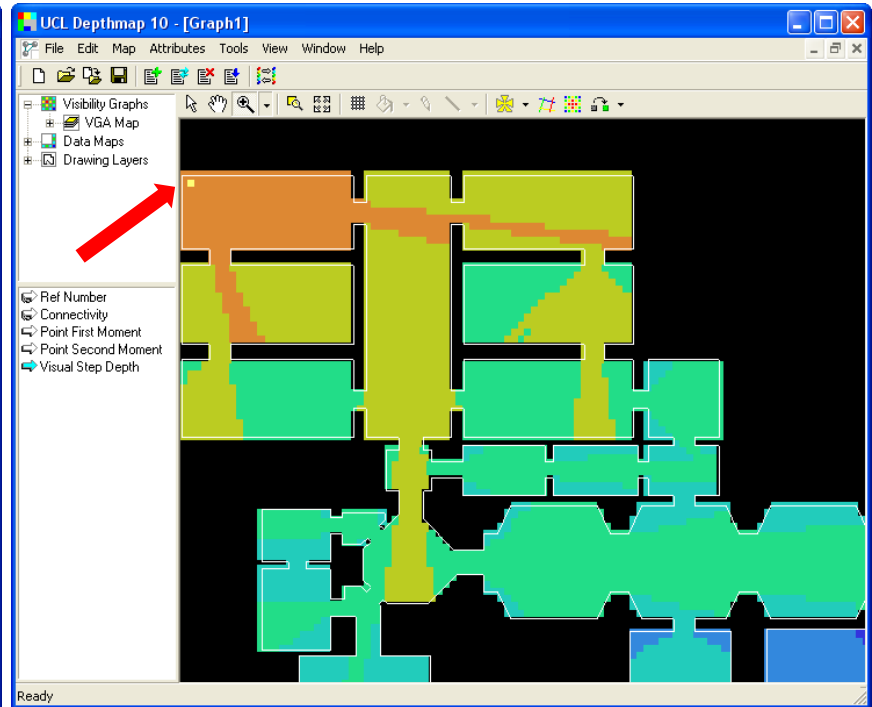 UCL Depthmap 10 - [Graph1]
File Edit Map Attributes Tools View Window Help
Visibility Graphs
VGA Map
Data Maps
Drawing Layers
Ref Number
Connectivity
Point First Moment
Point Second Moment
Visual Step Depth
Ready